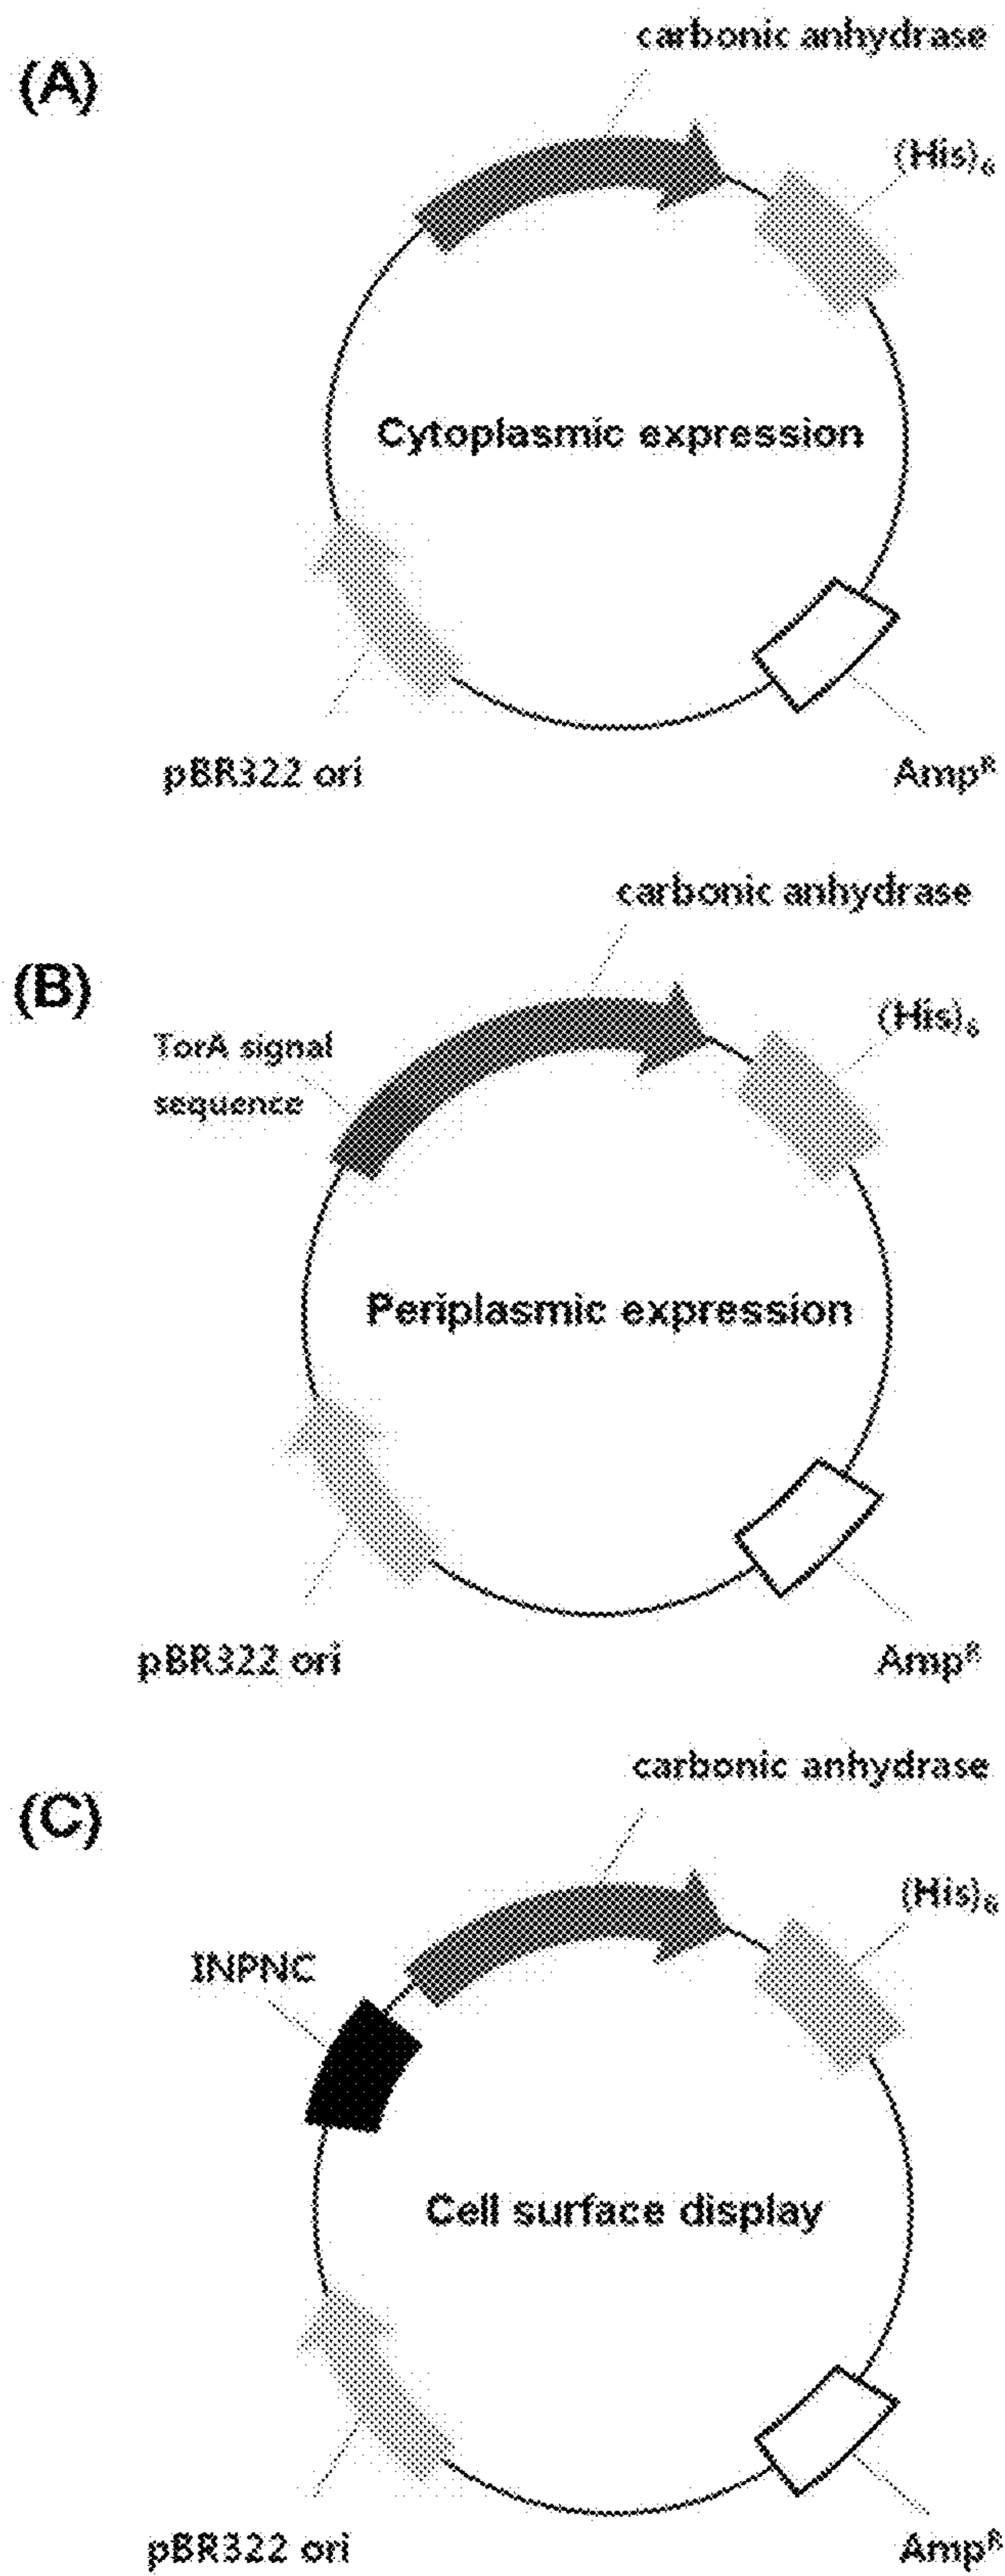 carbonic anhydrase
(A)
(His)₆
Cytoplasmic expression
pBR322 ori
Ampᴿ
carbonic anhydrase
(B)
(His)₆
TorA signal
sequence
Periplasmic expression
pBR322 ori
Ampᴿ
carbonic anhydrase
(C)
(His)₆
INPNC
Cell surface display
pBR322 ori
Ampᴿ